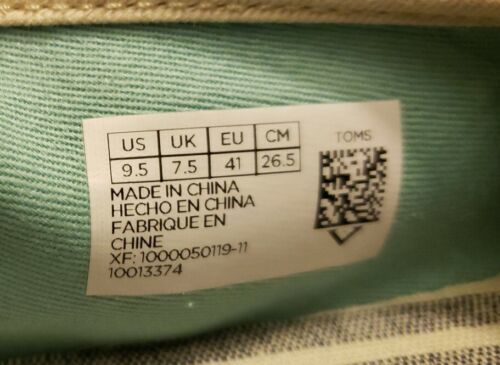 US UK EU CM
9.5 7.5 41 26.5
TOMS
MADE IN CHINA
HECHO EN CHINA
FABRIQUE EN
CHINE
XF: 1000050119-11
10013374